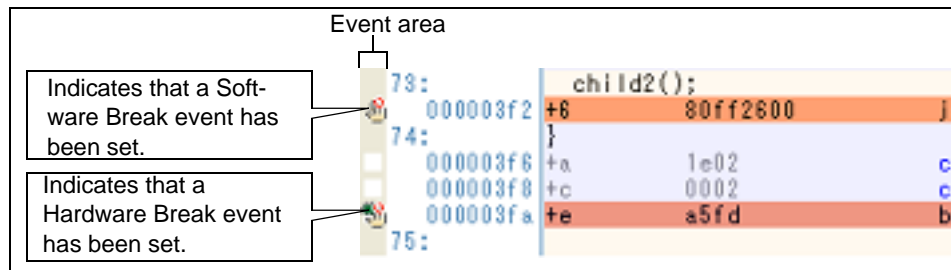 Event area
Indicates that a Soft-
ware Break event has
been set.
Indicates that a
Hardware Break event
has been set.
73: child2();
000003f2 +6 80ff2600 j
74: }
000003f6 +a 1e02 c
000003f8 +c 0002 c
000003fa +e a5fd b
75: